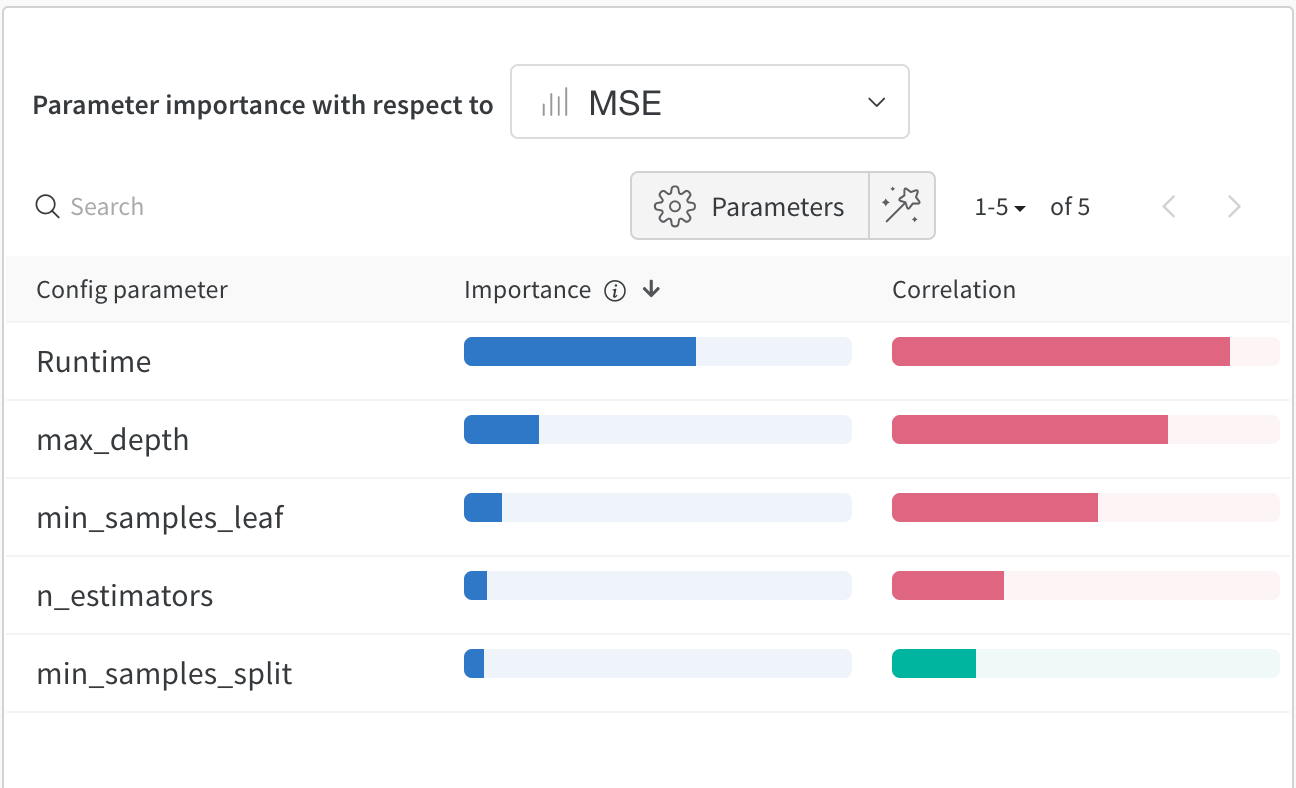 Parameter importance with respect to MSE
Search Parameters 1-5 of 5
Config parameter Importance Correlation
Runtime
max_depth
min_samples_leaf
n_estimators
min_samples_split